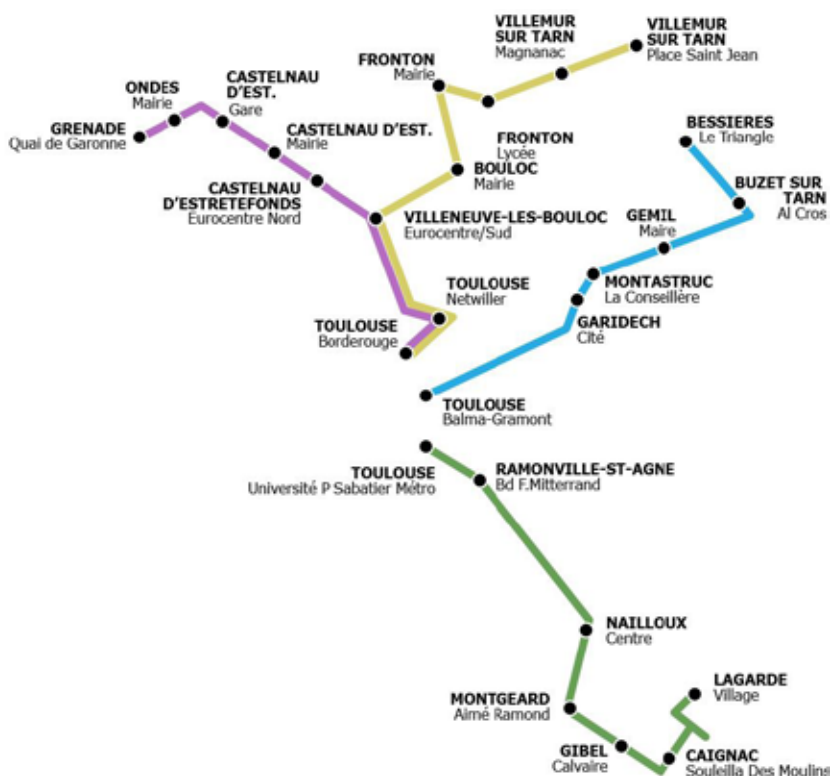 VILLEMUR
SUR TARN
Magnanac
VILLEMUR
SUR TARN
Place Saint Jean
FRONTON
Mairie
CASTELNAU
D'EST.
Gare
ONDES
Mairie
GRENADE
Quai de Garonne
CASTELNAU D'EST.
Mairie
FRONTON
Lycée
BOULOC
Mairie
BESSIERES
Le Triangle
CASTELNAU
D'ESTRETEFONDS
Eurocentre Nord
VILLENEUVE-LES-BOULOC
Eurocentre/Sud
GEMIL
Maire
BUZET SUR
TARN
Al Cros
MONTASTRUC
La Conseillère
TOULOUSE
Netwiller
GARIDECH
Cité
TOULOUSE
Borderouge
TOULOUSE
Balma-Gramont
TOULOUSE
Université P Sabatier Métro
RAMONVILLE-ST-AGNE
Bd F.Mitterrand
NAILLOUX
Centre
LAGARDE
Village
MONTGEARD
Aimé Ramond
GIBEL
Calvaire
CAIGNAC
Souleilla Des Moulins